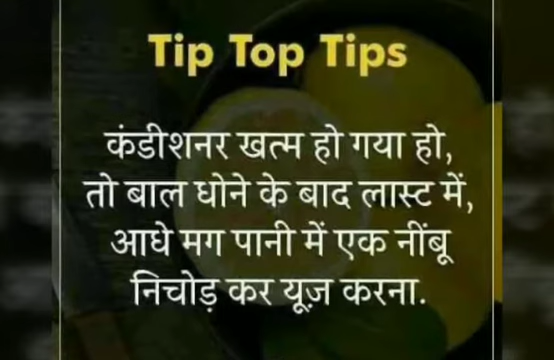 Tip Top Tips
कंडीशनर खत्म हो गया हो,
तो बाल धोने के बाद लास्ट में,
आधे मग पानी में एक नींबू
निचोड़ कर यूज़ करना.